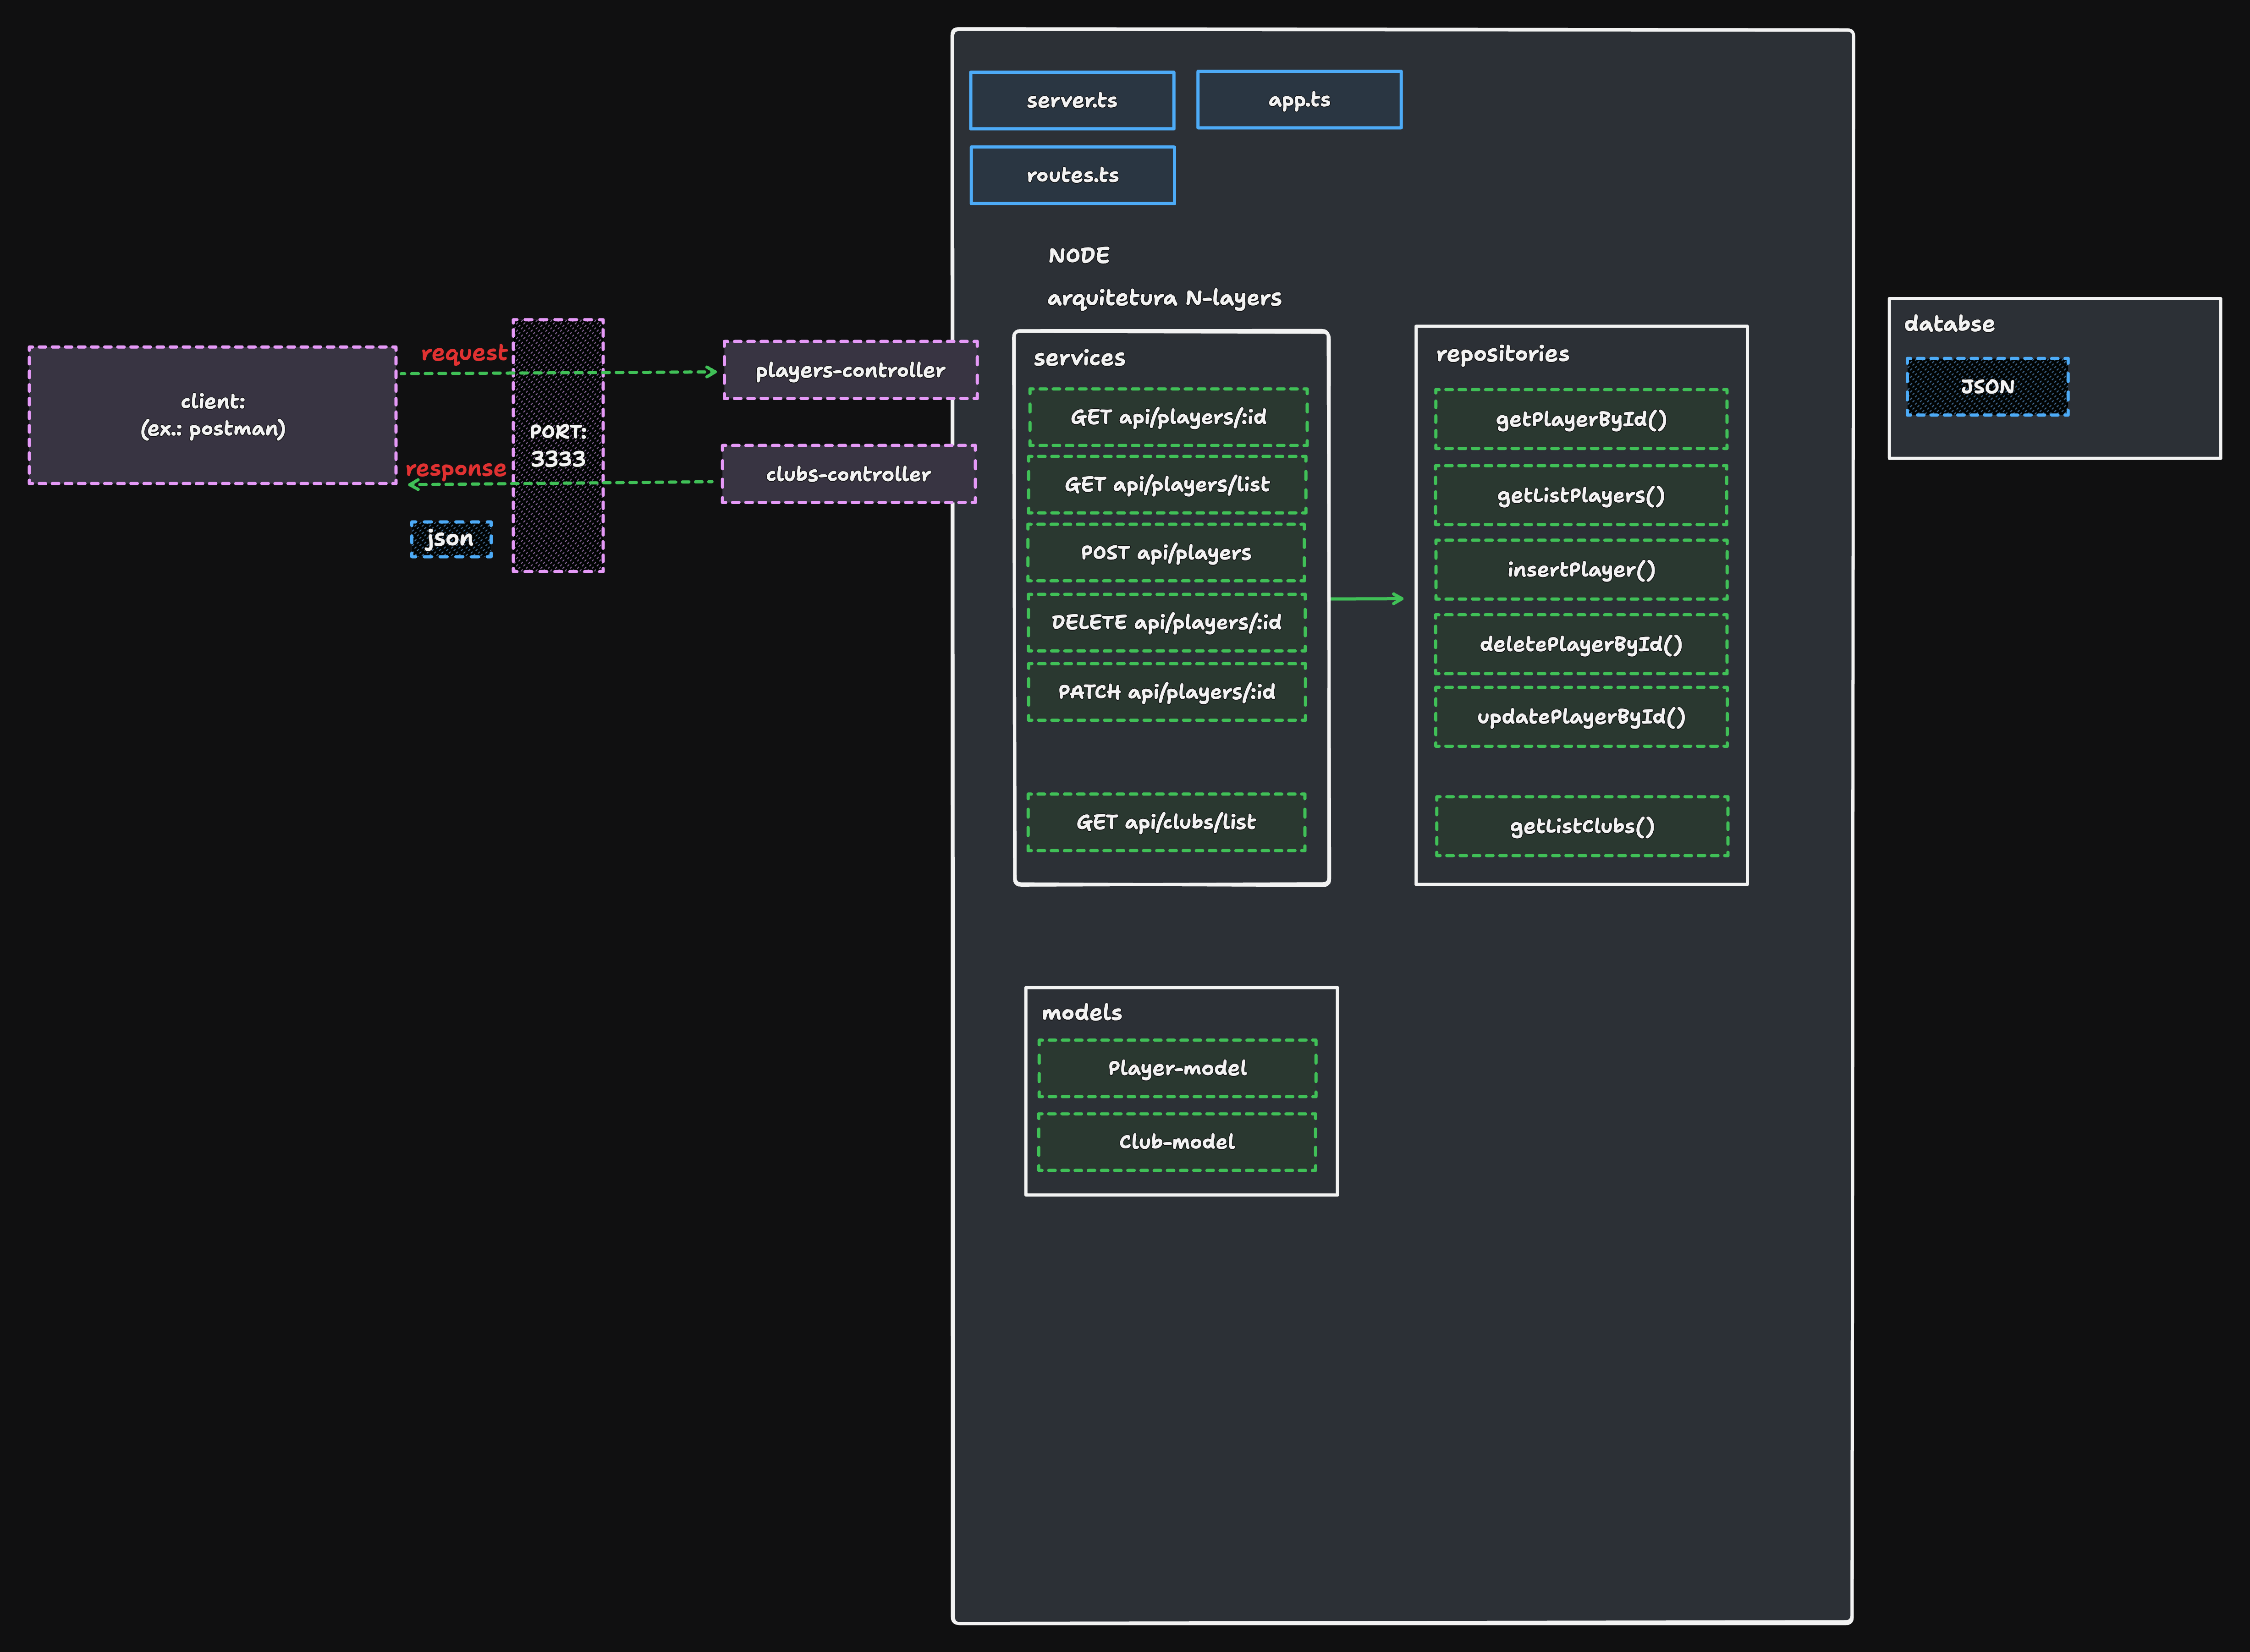 server.ts
app.ts
routes.ts
NODE
arquitetura N-layers
client:
(ex.: postman)
request
response
json
PORT:
3333
players-controller
clubs-controller
services
GET api/players/:id
GET api/players/list
POST api/players
DELETE api/players/:id
PATCH api/players/:id
GET api/clubs/list
repositories
getPlayerById()
getListPlayers()
insertPlayer()
deletePlayerById()
updatePlayerById()
getListClubs()
databse
JSON
models
Player-model
Club-model